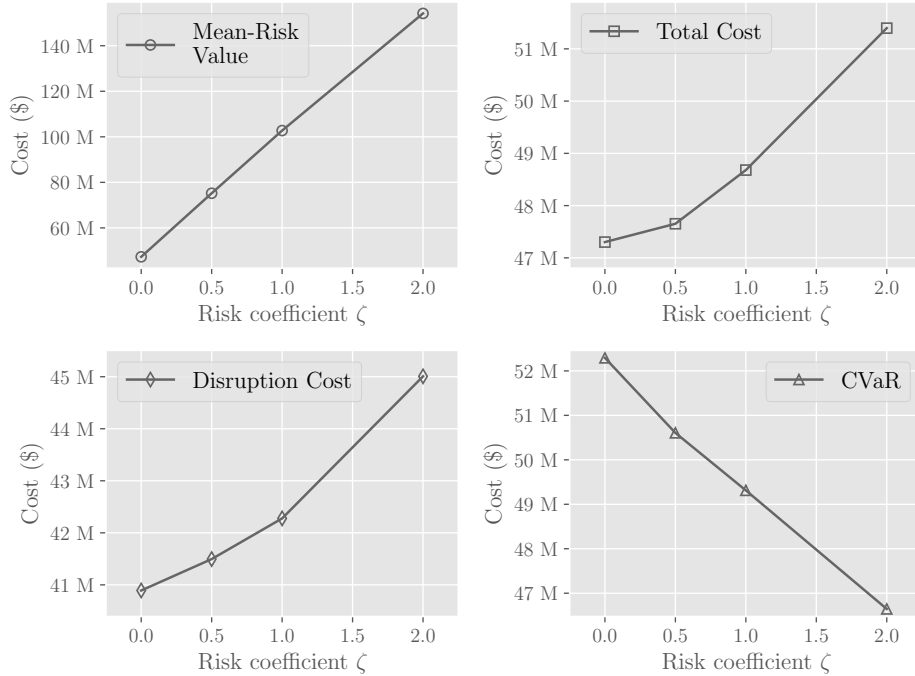 Mean-Risk
Value
140 M
120 M
100 M
80 M
60 M
Cost ($)
0.0 0.5 1.0 1.5 2.0
Risk coefficient ζ
Total Cost
51 M
50 M
49 M
48 M
47 M
Cost ($)
0.0 0.5 1.0 1.5 2.0
Risk coefficient ζ
Disruption Cost
45 M
44 M
43 M
42 M
41 M
Cost ($)
0.0 0.5 1.0 1.5 2.0
Risk coefficient ζ
CVaR
52 M
51 M
50 M
49 M
48 M
47 M
Cost ($)
0.0 0.5 1.0 1.5 2.0
Risk coefficient ζ